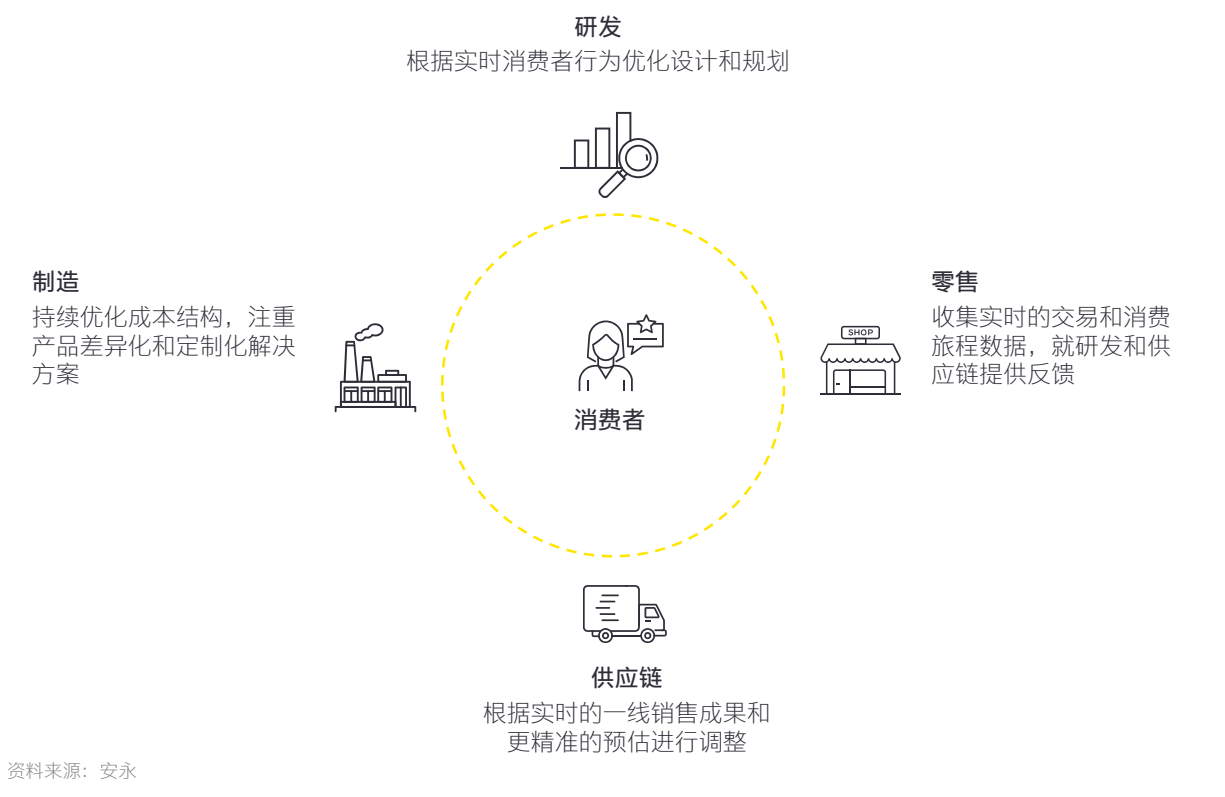 研发
根据实时消费者行为优化设计和规划
制造
持续优化成本结构，注重
产品差异化和定制化解决
方案
SHOP
零售
收集实时的交易和消费
旅程数据，就研发和供
应链提供反馈
消费者
供应链
根据实时的一线销售成果和
更精准的预估进行调整
资料来源：安永